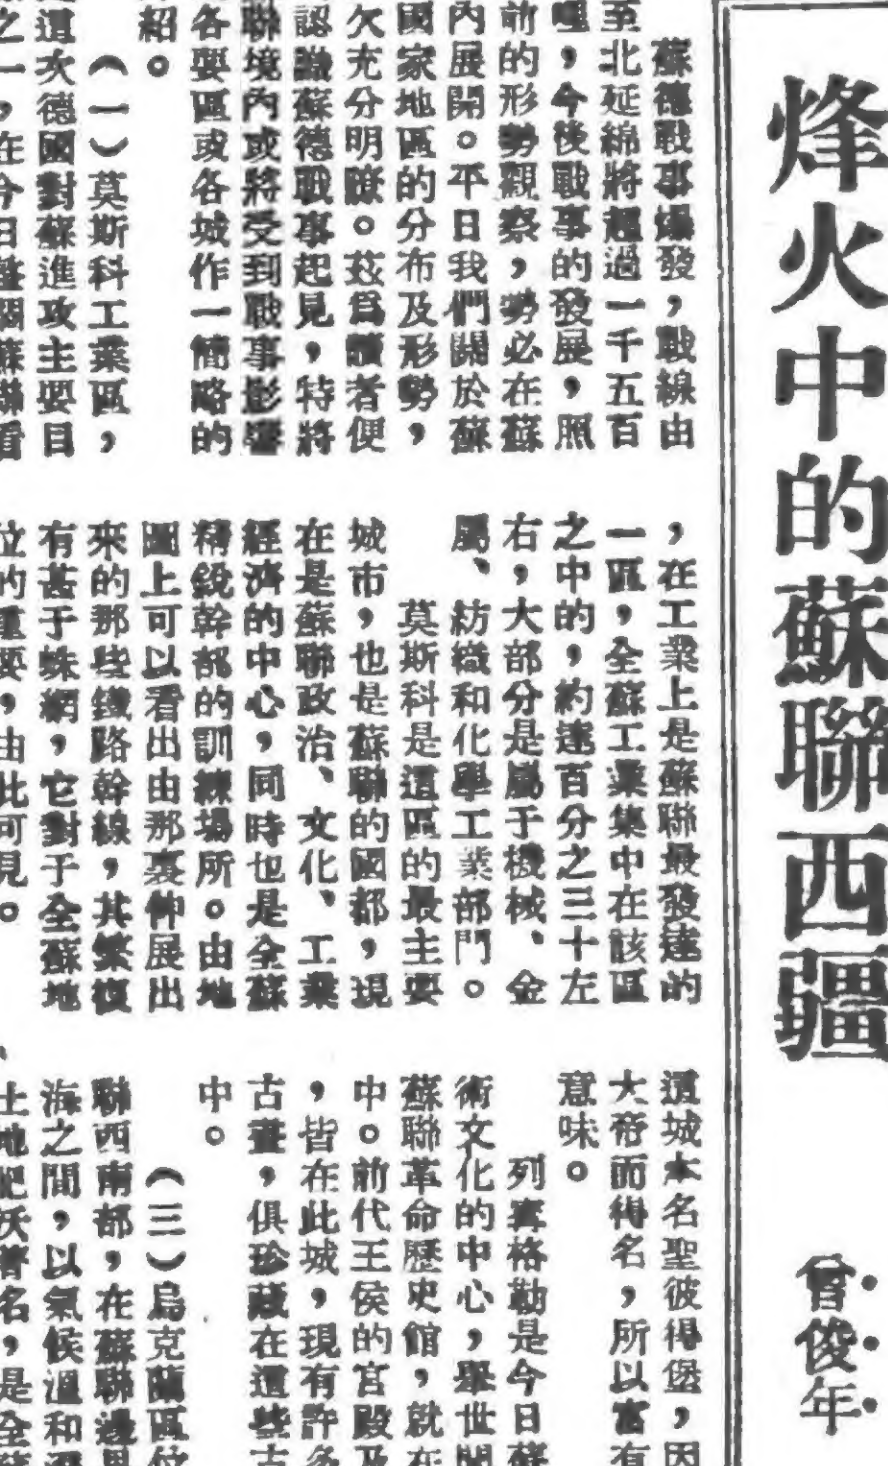 烽火中的蘇聯西疆
曾俊年
蘇德戰事爆發，戰線由
至北延綿將超過一千五百
哩，今後戰事的發展，照
前的形勢觀察，勢必在蘇
內展開。平日我們關於蘇
國家地區的分布及形勢，
欠充分明瞭。茲爲讀者便
認識蘇德戰事起見，特將
聯境內或將受到戰事影響
各要區或各城作一簡略的
紹。
（一）莫斯科工業區，
這次德國對蘇進攻主要目
之一，在今日整個蘇聯看
，在工業上是蘇聯最發達的
一區，全蘇工業集中在該區
之中的，約達百分之三十左
右，大部分是屬于機械、金
屬、紡織和化學工業部門。
莫斯科是這區的最主要
城市，也是蘇聯的國都，現
在是蘇聯政治、文化、工業
經濟的中心，同時也是全蘇
精銳幹部的訓練場所。由地
圖上可以看出由那裏伸展出
來的那些鐵路幹線，其繁複
有甚于蛛網，它對于全蘇地
位的重要，由此可見。
這城本名聖彼得堡，因
大帝而得名，所以富有
意味。
列寧格勒是今日蘇
術文化的中心，舉世聞
蘇聯革命歷史館，就在
中。前代王侯的宮殿及
，皆在此城，現有許多
古畫，俱珍藏在這些古
中。
（三）烏克蘭區位
聯西南部，在蘇聯邊界
海之間，以氣候溫和
土地肥沃著名，是全蘇